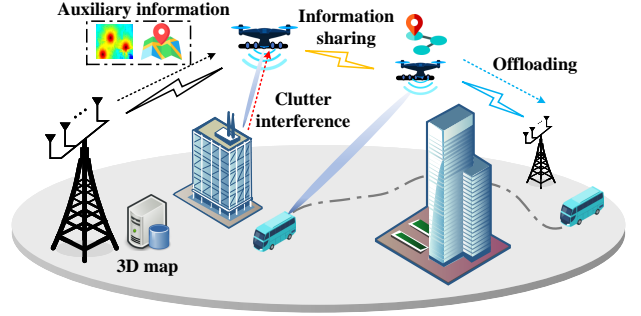 Auxiliary information
Information
sharing
Offloading
Clutter
interference
3D map